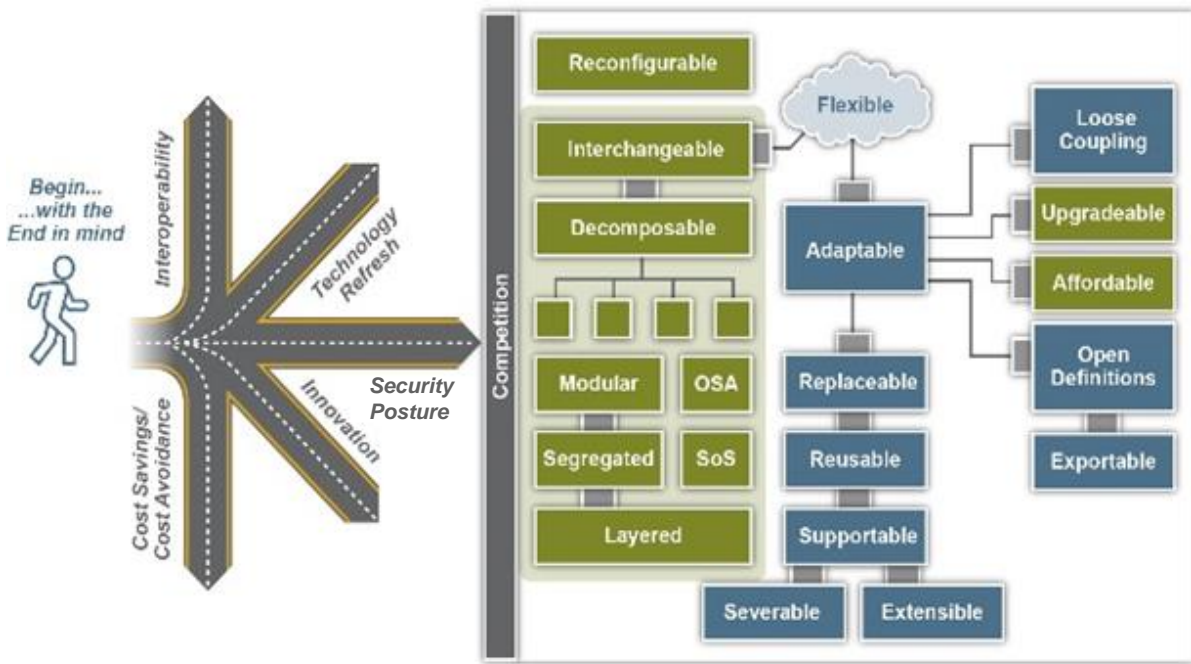 Begin...
...with the
End in mind
Interoperability
Technology
Refresh
Security
Posture
Innovation
Cost Savings/
Cost Avoidance
Competition
Reconfigurable
Interchangeable
Decomposable
Modular
OSA
Segregated
SoS
Layered
Flexible
Adaptable
Replaceable
Reusable
Supportable
Severable
Extensible
Loose
Coupling
Upgradeable
Affordable
Open
Definitions
Exportable